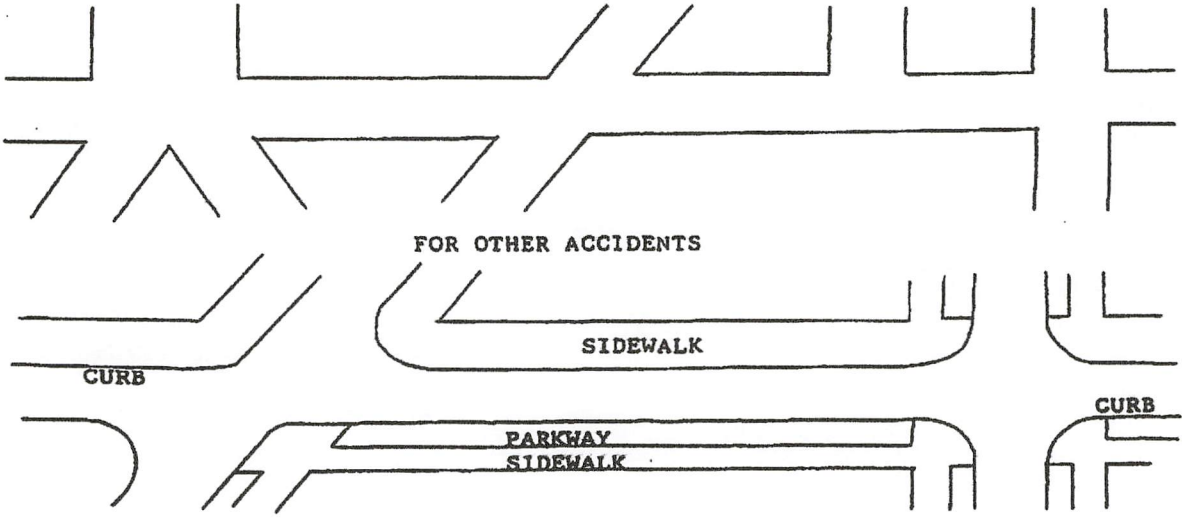 FOR OTHER ACCIDENTS
SIDEWALK
CURB
CURB
PARKWAY
SIDEWALK